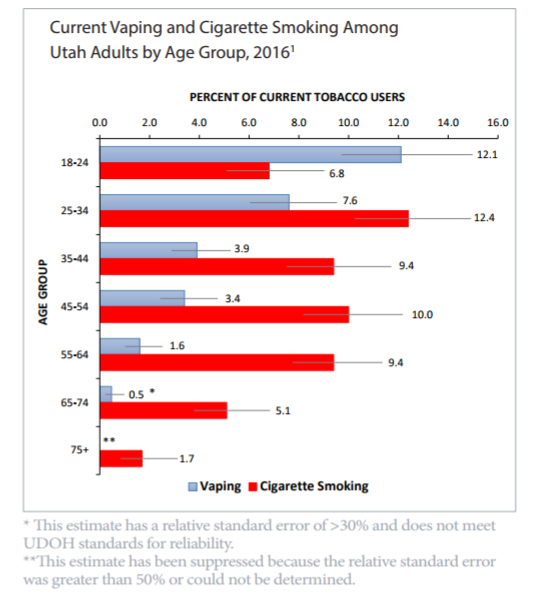 Current Vaping and Cigarette Smoking Among
Utah Adults by Age Group, 2016¹
PERCENT OF CURRENT TOBACCO USERS
0.0 2.0 4.0 6.0 8.0 10.0 12.0 14.0 16.0
AGE GROUP
18-24
12.1
6.8
25-34
7.6
12.4
35-44
3.9
9.4
45-54
3.4
10.0
55-64
1.6
9.4
65-74
0.5 *
5.1
75+
**
1.7
Vaping Cigarette Smoking
* This estimate has a relative standard error of >30% and does not meet
UDOH standards for reliability.
**This estimate has been suppressed because the relative standard error
was greater than 50% or could not be determined.